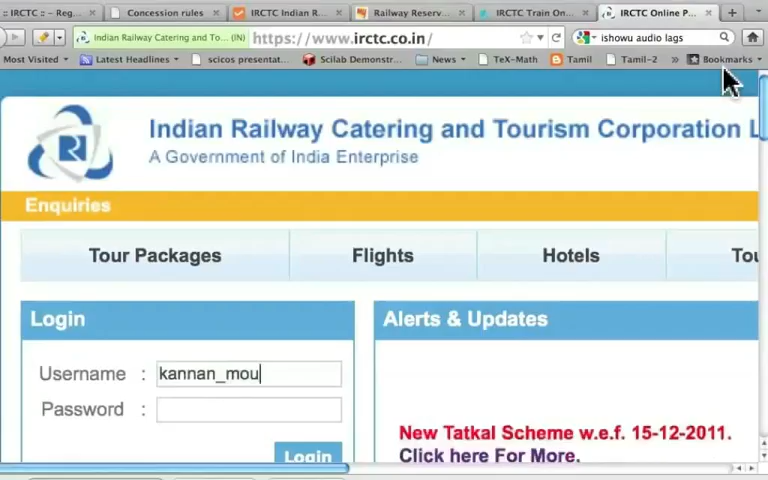 :: IRCTC :: – Reg... Concession rules IRCTC Indian R... Railway Reserv... IRCTC Train On... IRCTC Online P...
Indian Railway Catering and To... (IN) https://www.irctc.co.in/ ishowu audio lags
Most Visited Latest Headlines scicos presentat... Scilab Demonstr... News TeX-Math Tamil Tamil-2 » Bookmarks
Indian Railway Catering and Tourism Corporation L
A Government of India Enterprise
Enquiries
Tour Packages Flights Hotels Tou
Login Alerts & Updates
Username : kannan_mou
Password :
New Tatkal Scheme w.e.f. 15-12-2011.
Login Click here For More.